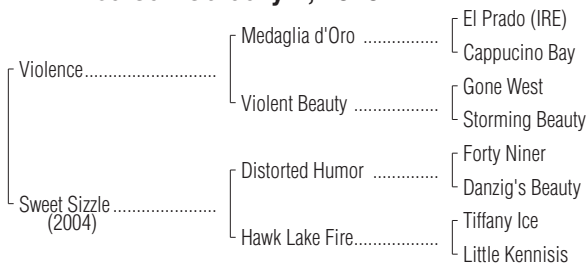 El Prado (IRE)
Medaglia d'Oro ..................
Cappucino Bay
Violence...............................
Gone West
Violent Beauty ....................
Storming Beauty
Forty Niner
Distorted Humor ...............
Danzig's Beauty
Sweet Sizzle ........................
(2004)
Tiffany Ice
Hawk Lake Fire....................
Little Kennisis